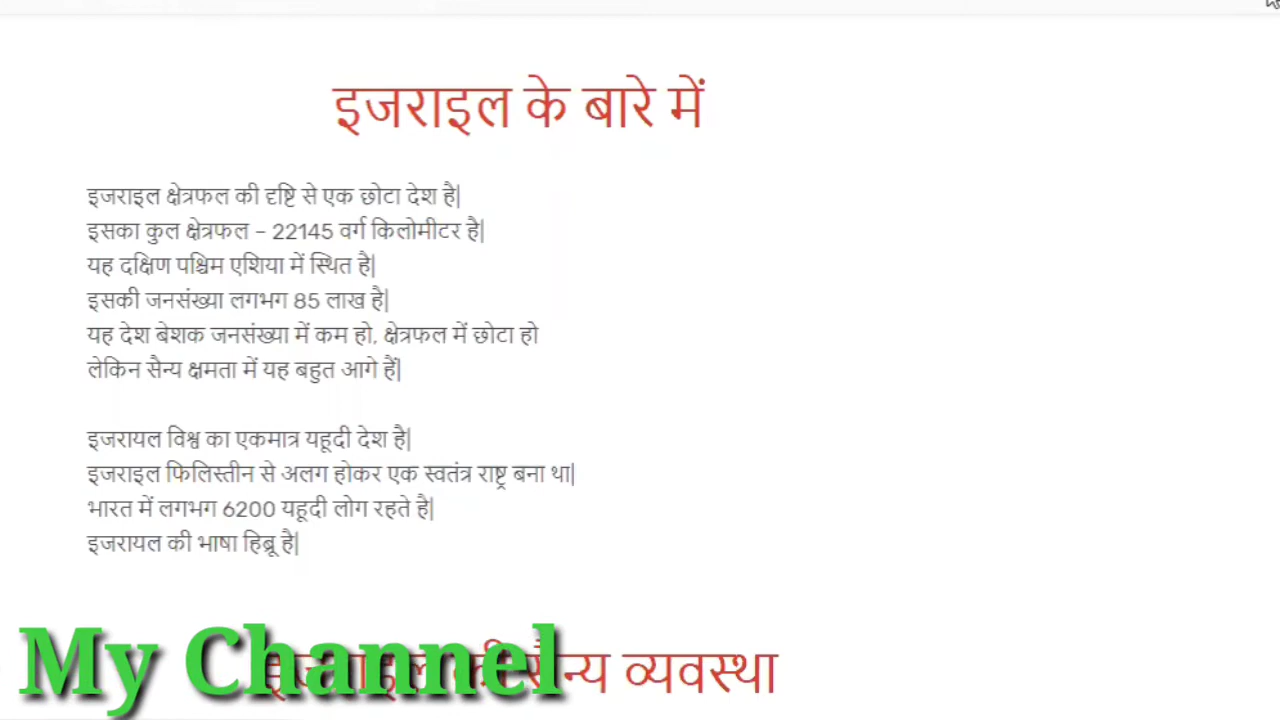 इजराइल के बारे में
इजराइल क्षेत्रफल की दृष्टि से एक छोटा देश है|
इसका कुल क्षेत्रफल – 22145 वर्ग किलोमीटर है|
यह दक्षिण पश्चिम एशिया में स्थित है|
इसकी जनसंख्या लगभग 85 लाख है|
यह देश बेशक जनसंख्या में कम हो, क्षेत्रफल में छोटा हो
लेकिन सैन्य क्षमता में यह बहुत आगे हैं|
इजरायल विश्व का एकमात्र यहूदी देश है|
इजराइल फिलिस्तीन से अलग होकर एक स्वतंत्र राष्ट्र बना था|
भारत में लगभग 6200 यहूदी लोग रहते है|
इजरायल की भाषा हिब्रू है|
इजराइल की सैन्य व्यवस्था
My Channel